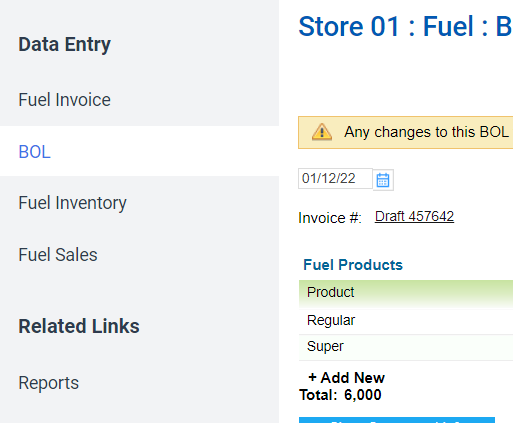 Data Entry
Fuel Invoice
BOL
Fuel Inventory
Fuel Sales
Related Links
Reports
Store 01 : Fuel : B
Any changes to this BOL
01/12/22
Invoice #: Draft 457642
Fuel Products
Product
Regular
Super
+ Add New
Total: 6,000